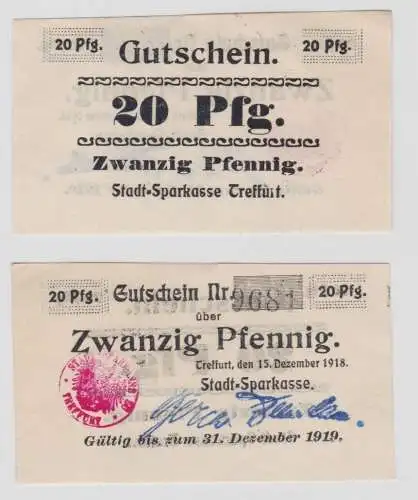 20 Pfg. 20 Pfg.
Gutschein.
20 Pfg.
Zwanzig Pfennig.
Stadt-Sparkasse Treffurt.
20 Pfg. Gutschein Nr. 9681 20 Pfg.
über
Zwanzig Pfennig.
Treffurt, den 15. Dezember 1918.
Stadt-Sparkasse.
Gültig bis zum 31. Dezember 1919.